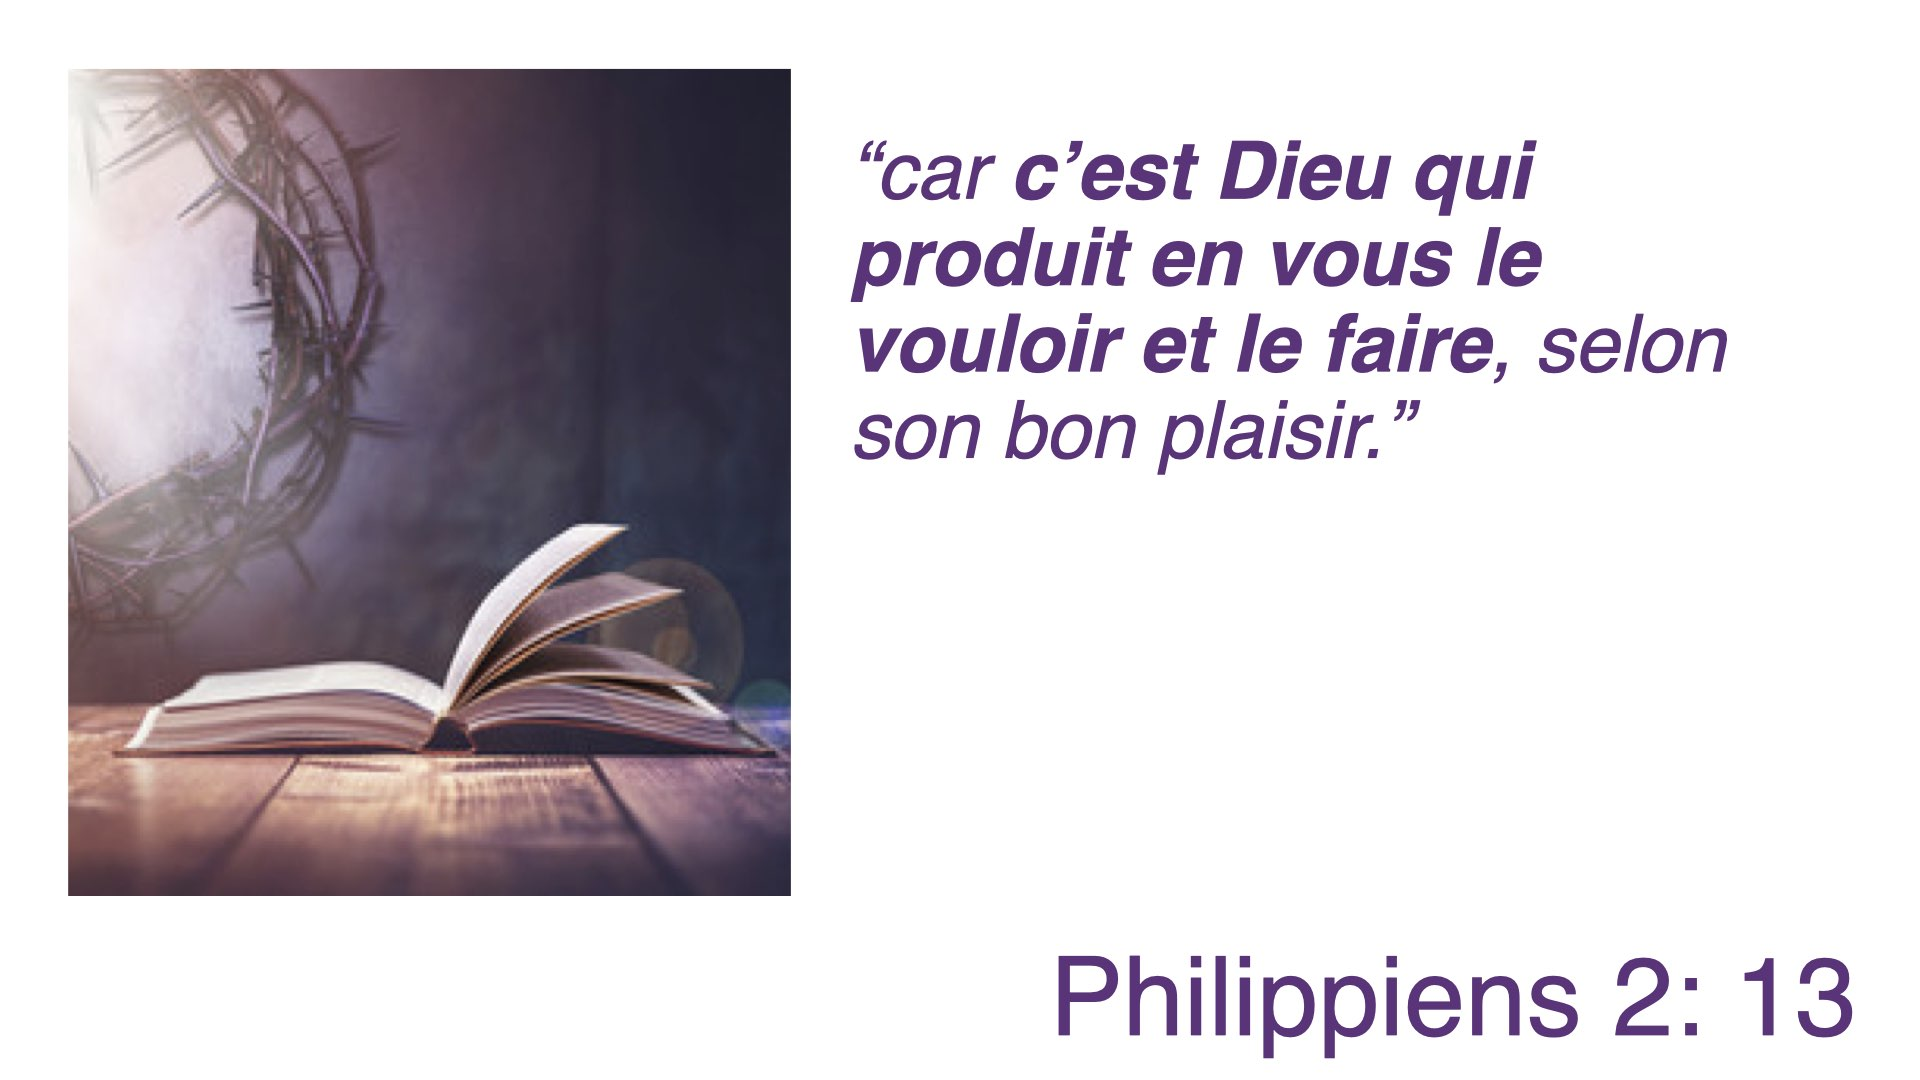 “car c’est Dieu qui
produit en vous le
vouloir et le faire, selon
son bon plaisir.”
Philippiens 2: 13